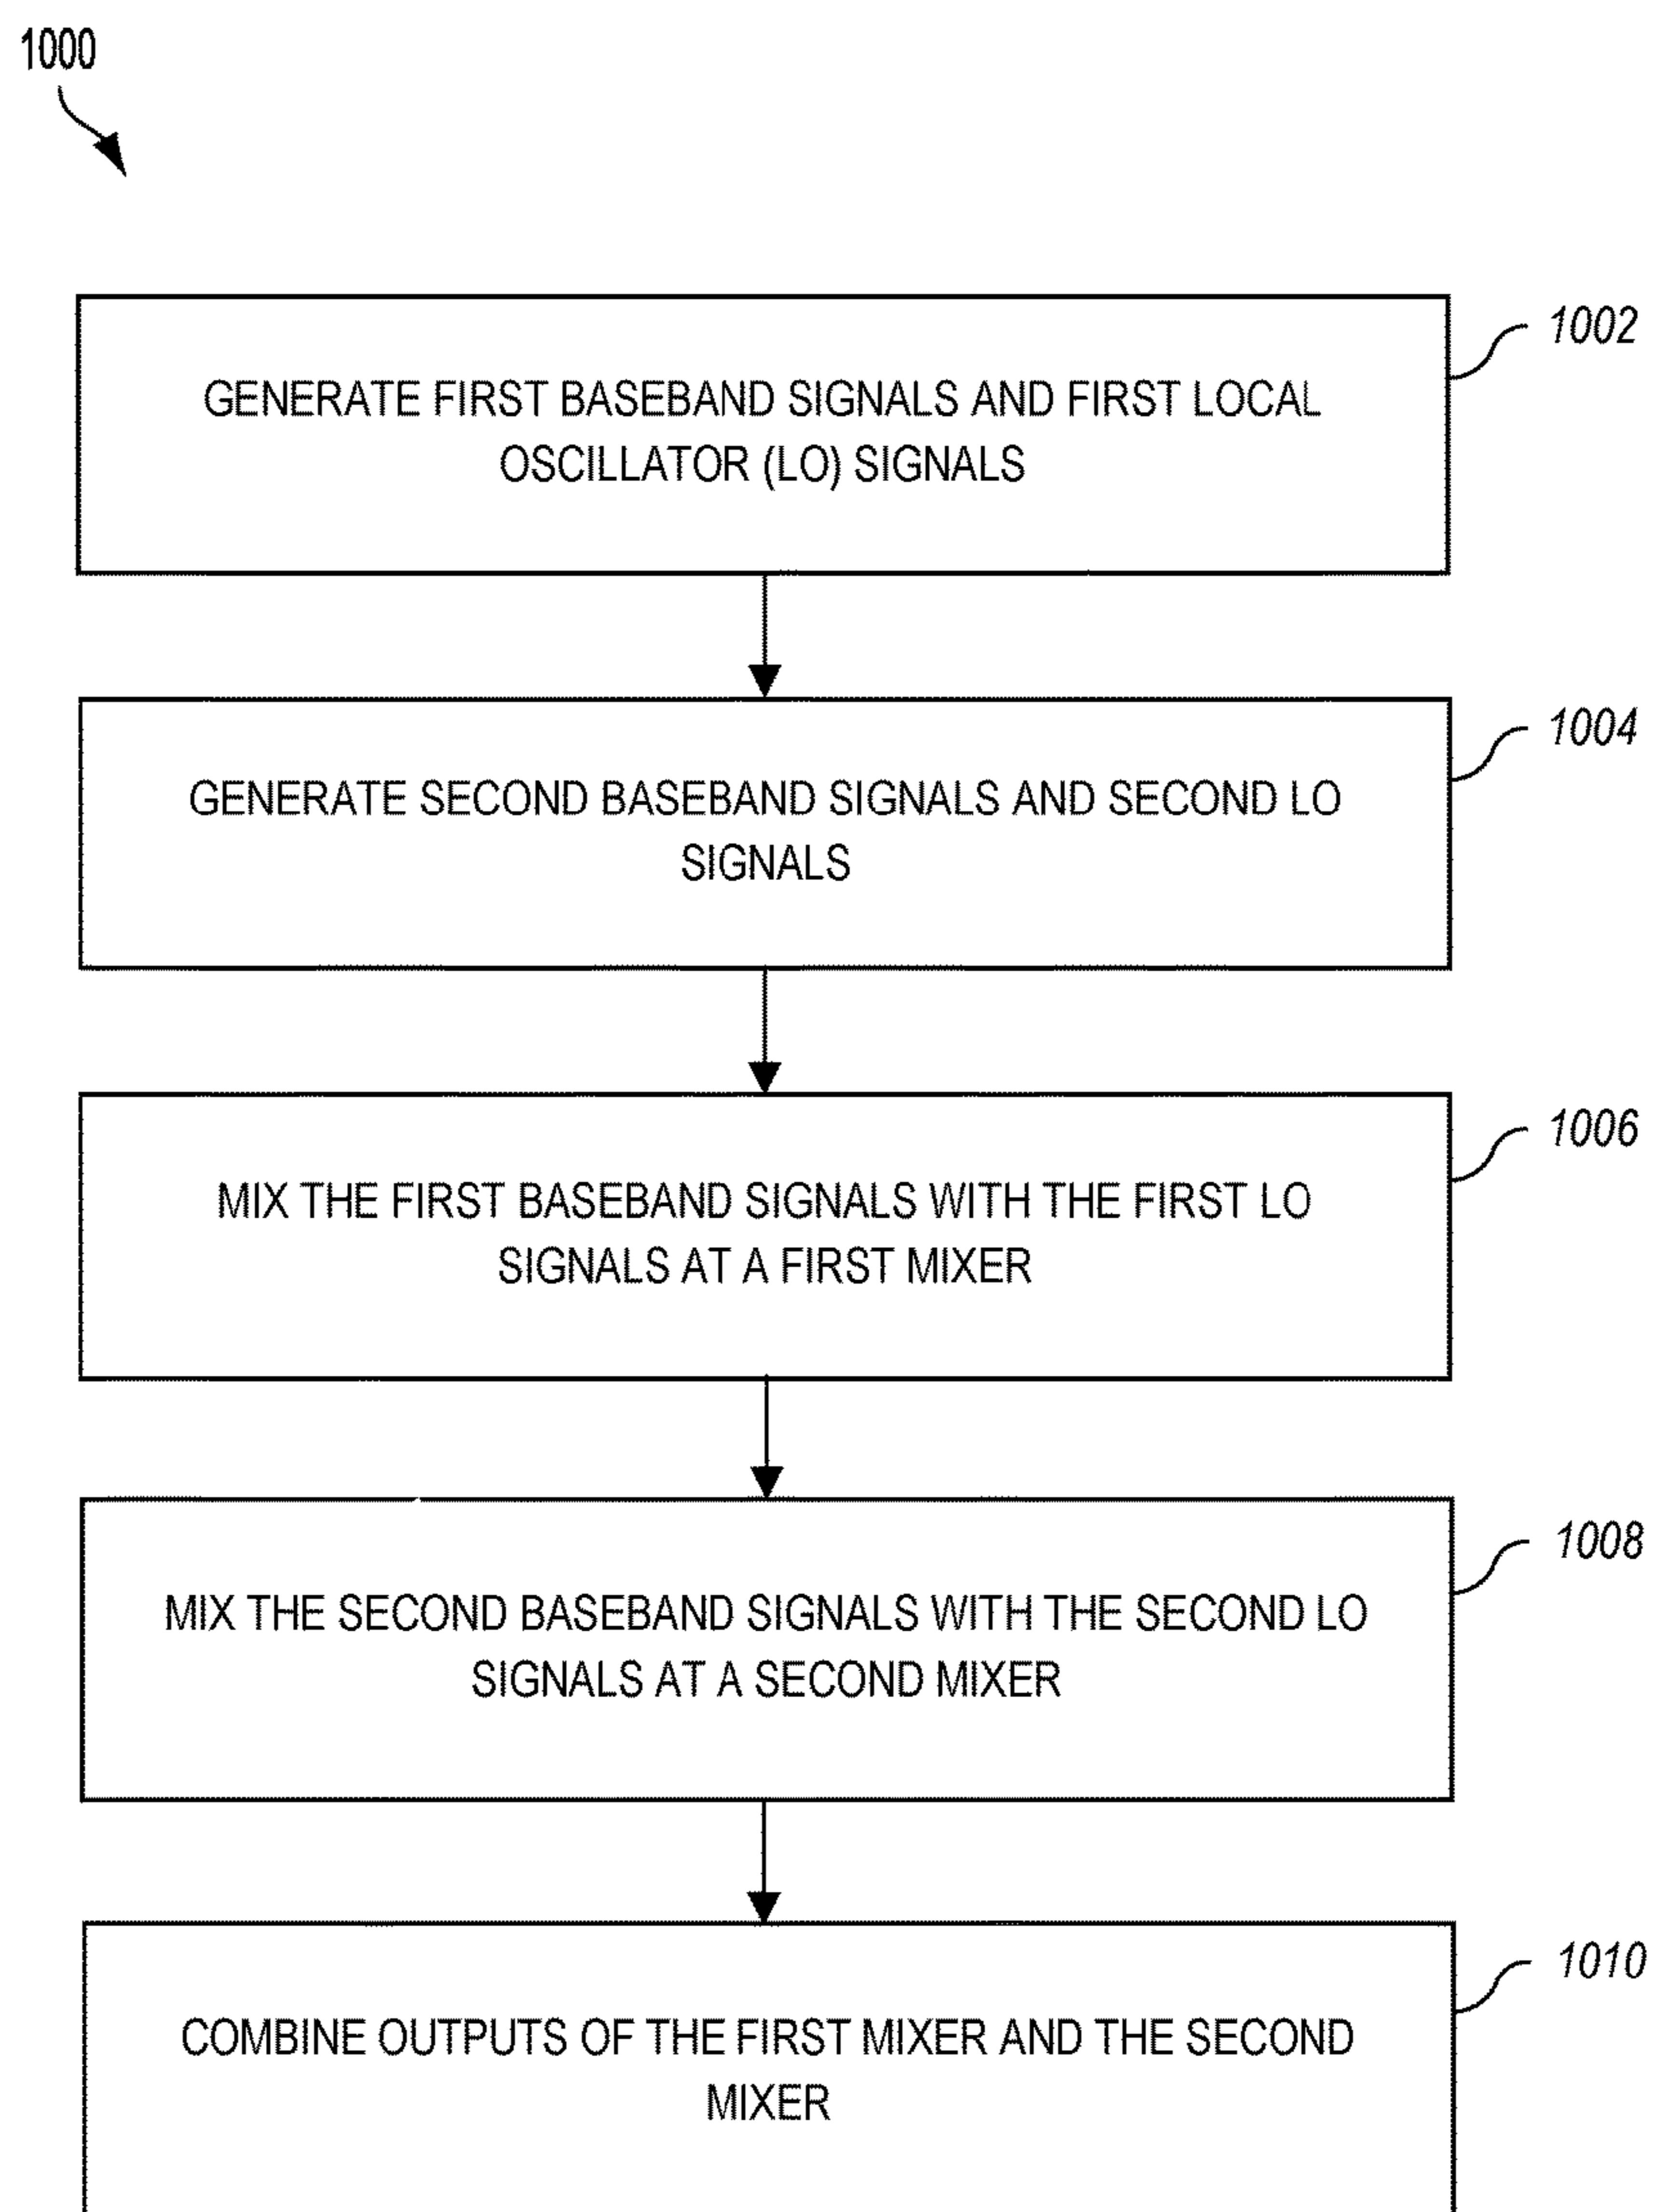 1000
1002
GENERATE FIRST BASEBAND SIGNALS AND FIRST LOCAL
OSCILLATOR (LO) SIGNALS
1004
GENERATE SECOND BASEBAND SIGNALS AND SECOND LO
SIGNALS
1006
MIX THE FIRST BASEBAND SIGNALS WITH THE FIRST LO
SIGNALS AT A FIRST MIXER
1008
MIX THE SECOND BASEBAND SIGNALS WITH THE SECOND LO
SIGNALS AT A SECOND MIXER
1010
COMBINE OUTPUTS OF THE FIRST MIXER AND THE SECOND
MIXER